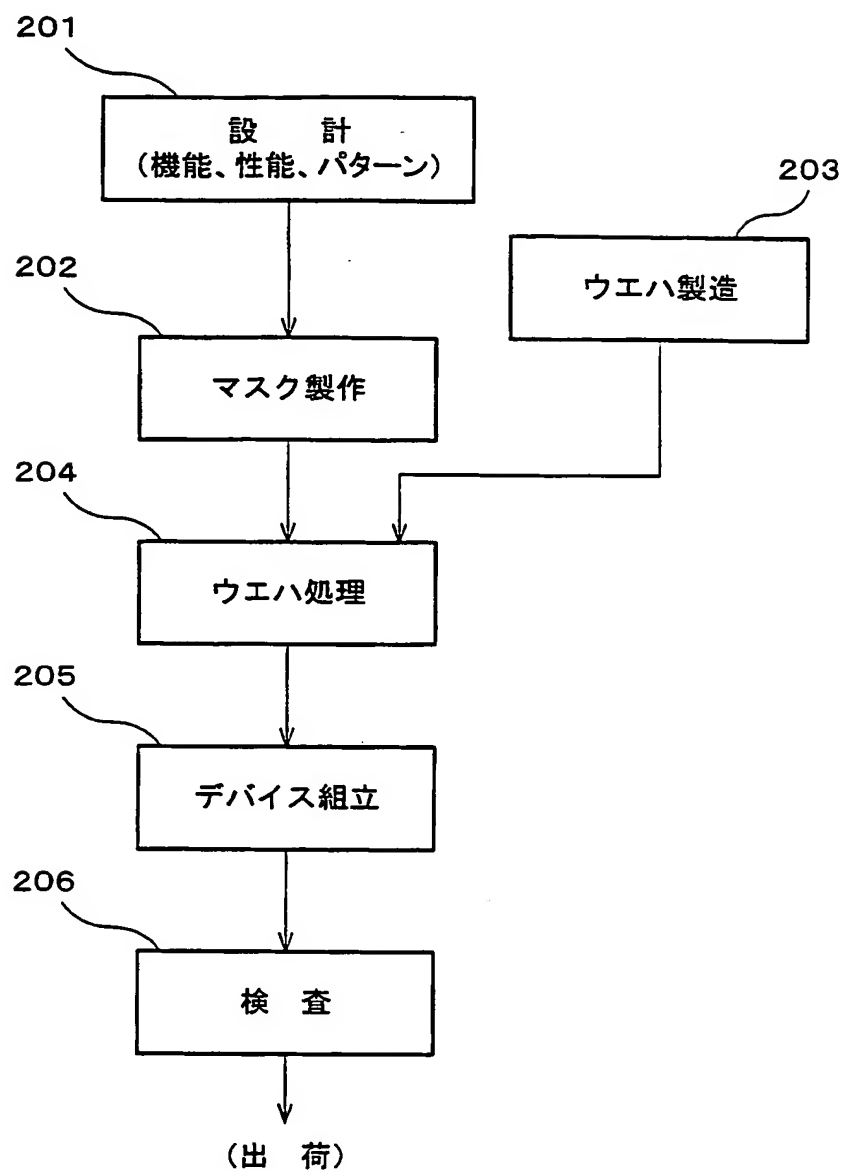 201
設 計
(機能、性能、パターン)
203
ウエハ製造
202
マスク製作
204
ウエハ処理
205
デバイス組立
206
検 査
(出 荷)